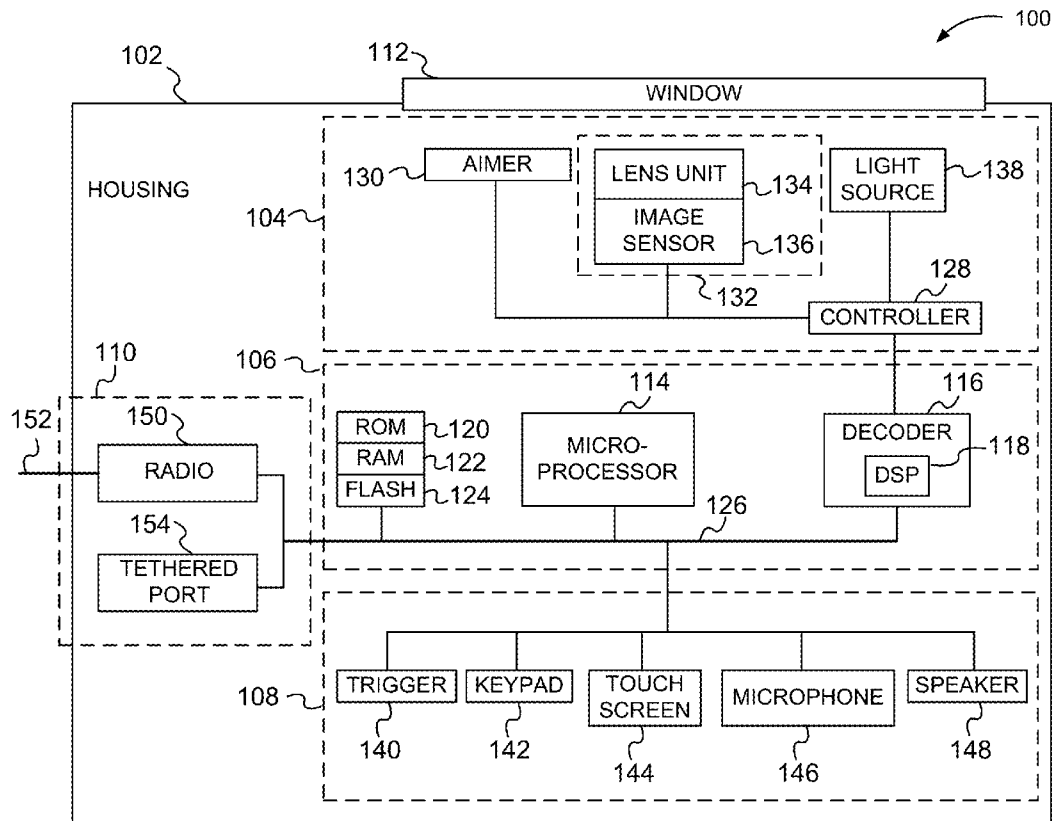 100
102
112
WINDOW
HOUSING
104
130
AIMER
LENS UNIT
134
IMAGE
SENSOR
136
132
LIGHT
SOURCE
138
128
CONTROLLER
110
106
152
150
RADIO
154
TETHERED
PORT
ROM
120
RAM
122
FLASH
124
114
MICRO-
PROCESSOR
116
DECODER
118
DSP
126
108
TRIGGER
140
KEYPAD
142
TOUCH
SCREEN
144
MICROPHONE
146
SPEAKER
148